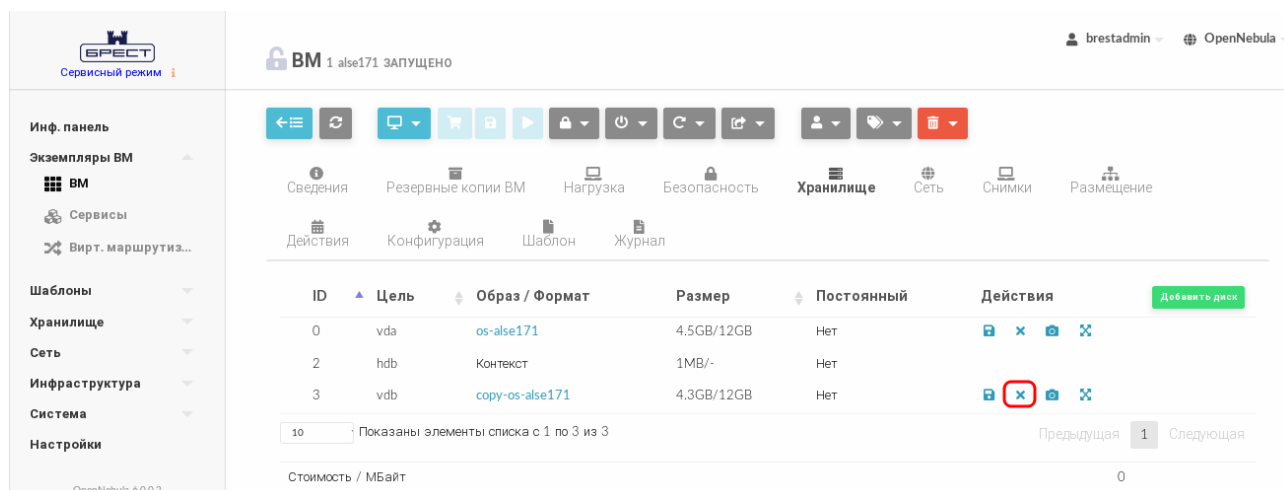 БРЕСТ
Сервисный режим
brestadmin OpenNebula
ВМ 1 alse171 ЗАПУЩЕНО
Инф. панель
Экземпляры ВМ
ВМ
Сервисы
Вирт. маршрутиз...
Шаблоны
Хранилище
Сеть
Инфраструктура
Система
Настройки
Сведения Резервные копии ВМ Нагрузка Безопасность Хранилище Сеть Снимки Размещение
Действия Конфигурация Шаблон Журнал
ID Цель Образ / Формат Размер Постоянный Действия Добавить диск
0 vda os-alse171 4.5GB/12GB Нет
2 hdb Контекст 1MB/- Нет
3 vdb copy-os-alse171 4.3GB/12GB Нет
10 Показаны элементы списка с 1 по 3 из 3 Предыдущая 1 Следующая
Стоимость / МБайт 0